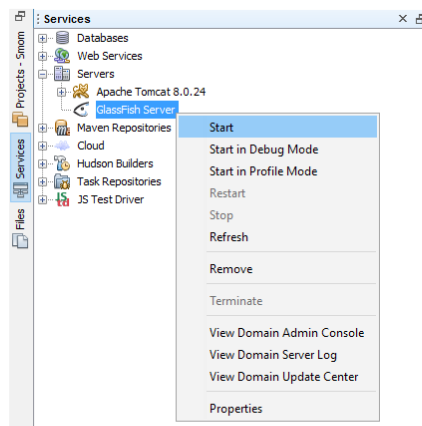 Services
Projects - Smom
Services
Files
Databases
Web Services
Servers
Apache Tomcat 8.0.24
GlassFish Server
Maven Repositories
Cloud
Hudson Builders
Task Repositories
JS Test Driver
Start
Start in Debug Mode
Start in Profile Mode
Restart
Stop
Refresh
Remove
Terminate
View Domain Admin Console
View Domain Server Log
View Domain Update Center
Properties